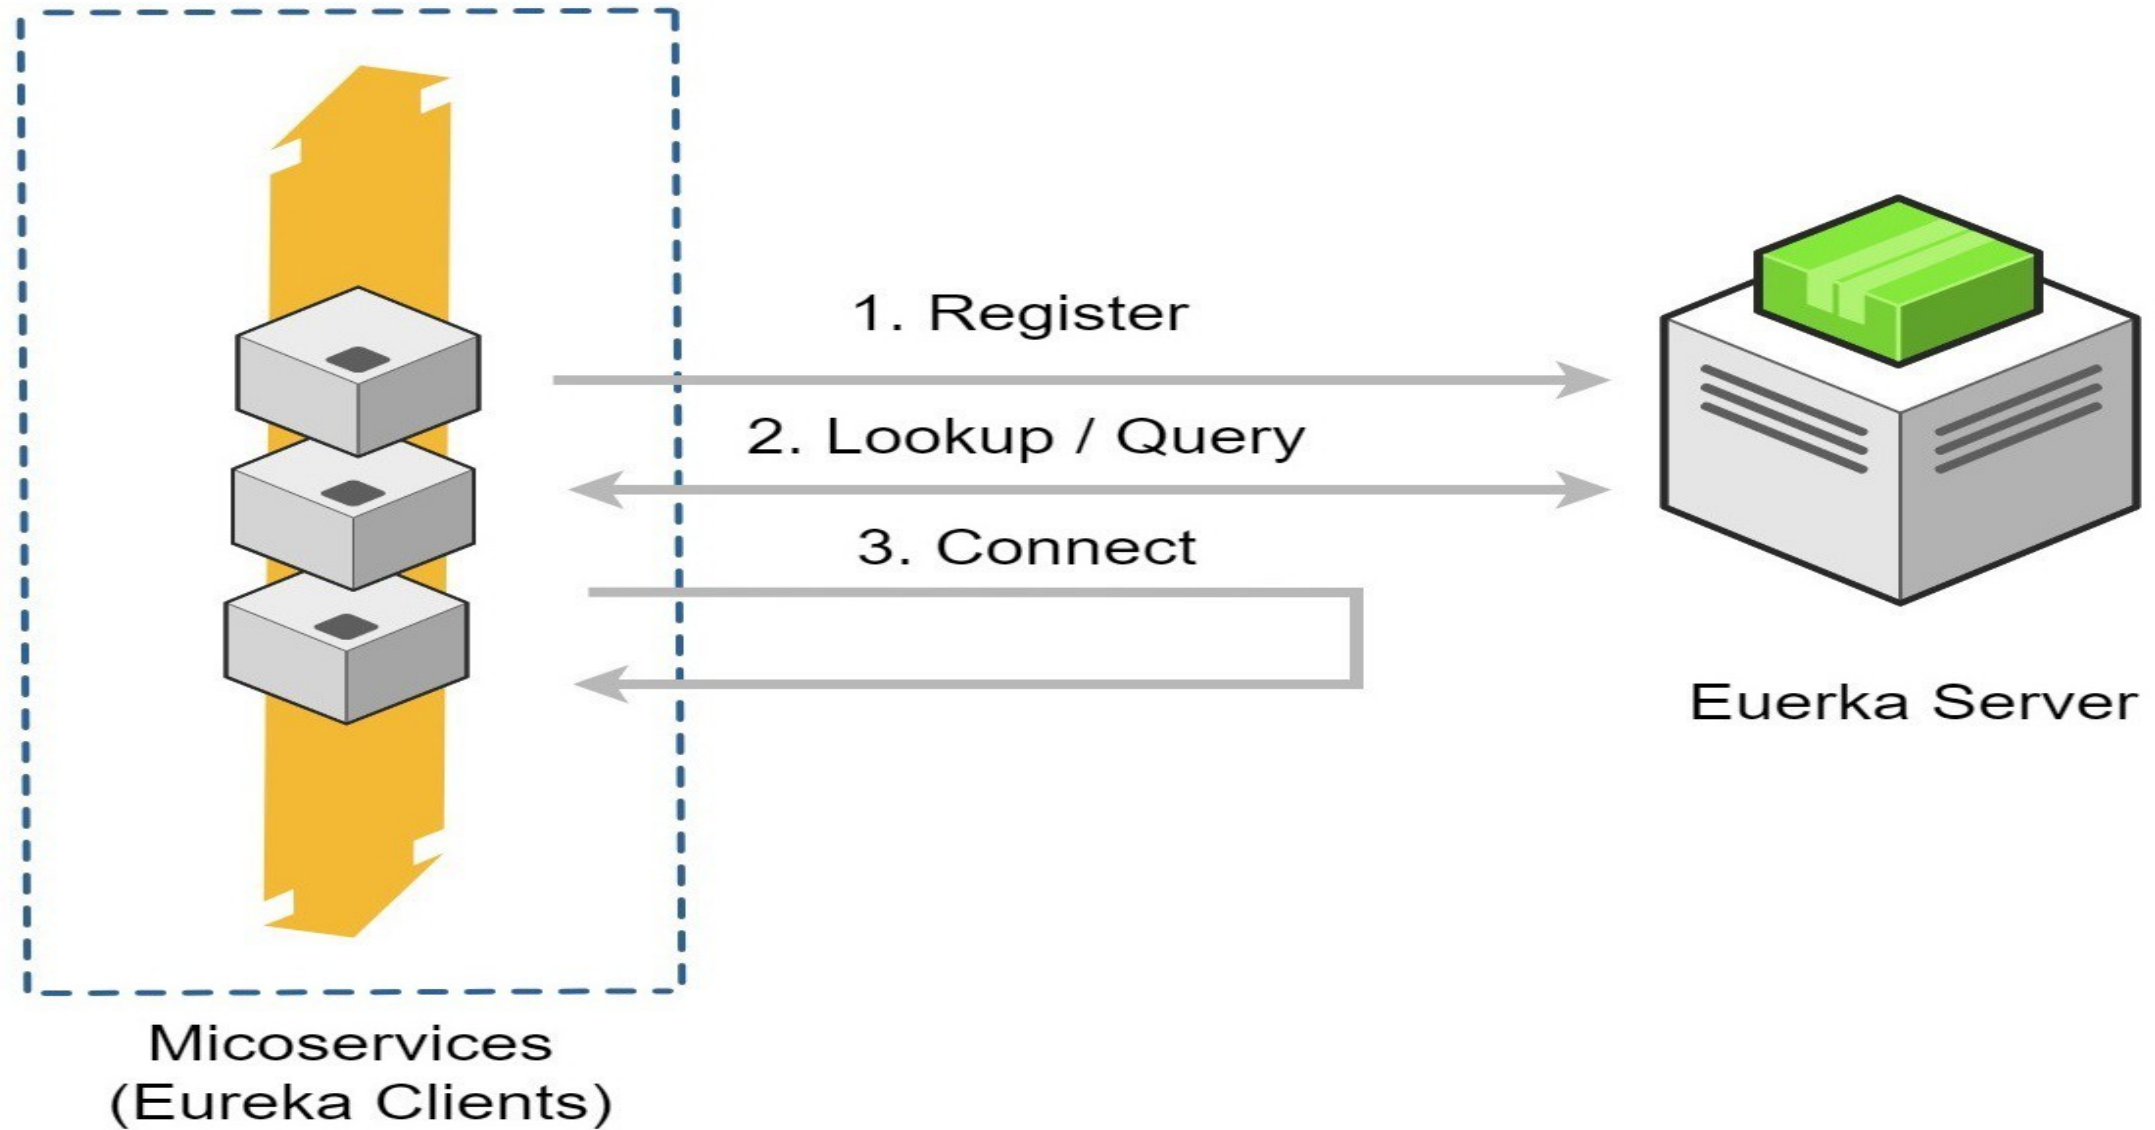 1. Register
2. Lookup / Query
3. Connect
Euerka Server
Micoservices
(Eureka Clients)